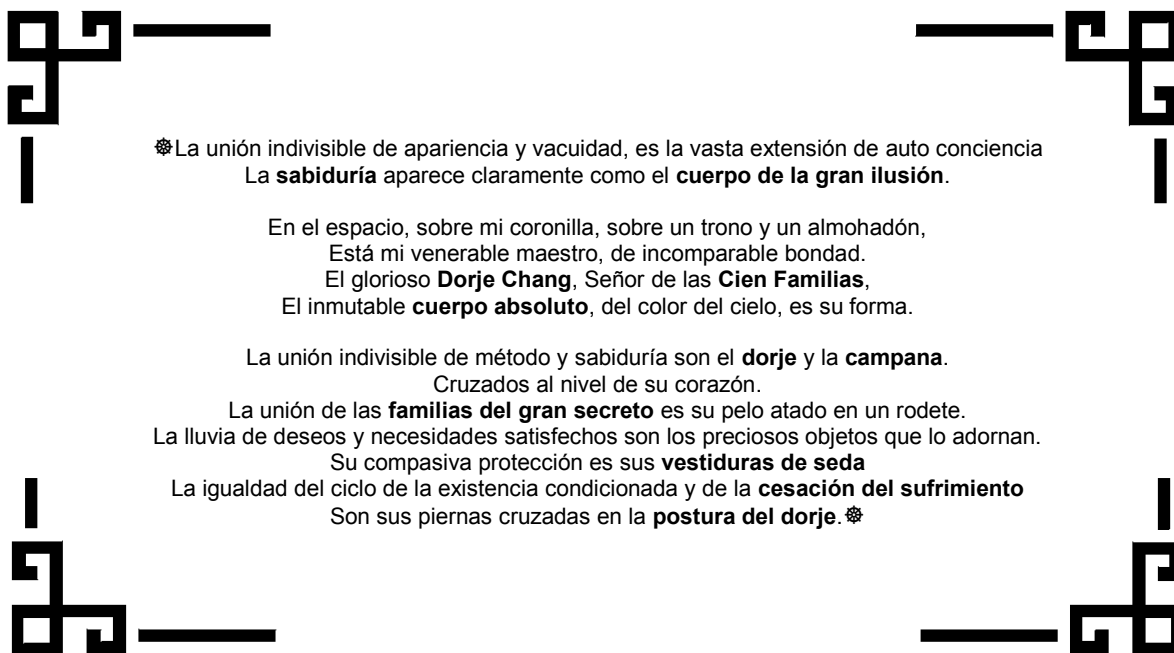 ☸La unión indivisible de apariencia y vacuidad, es la vasta extensión de auto conciencia
La sabiduría aparece claramente como el cuerpo de la gran ilusión.
En el espacio, sobre mi coronilla, sobre un trono y un almohadón,
Está mi venerable maestro, de incomparable bondad.
El glorioso Dorje Chang, Señor de las Cien Familias,
El inmutable cuerpo absoluto, del color del cielo, es su forma.
La unión indivisible de método y sabiduría son el dorje y la campana.
Cruzados al nivel de su corazón.
La unión de las familias del gran secreto es su pelo atado en un rodete.
La lluvia de deseos y necesidades satisfechos son los preciosos objetos que lo adornan.
Su compasiva protección es sus vestiduras de seda
La igualdad del ciclo de la existencia condicionada y de la cesación del sufrimiento
Son sus piernas cruzadas en la postura del dorje.☸